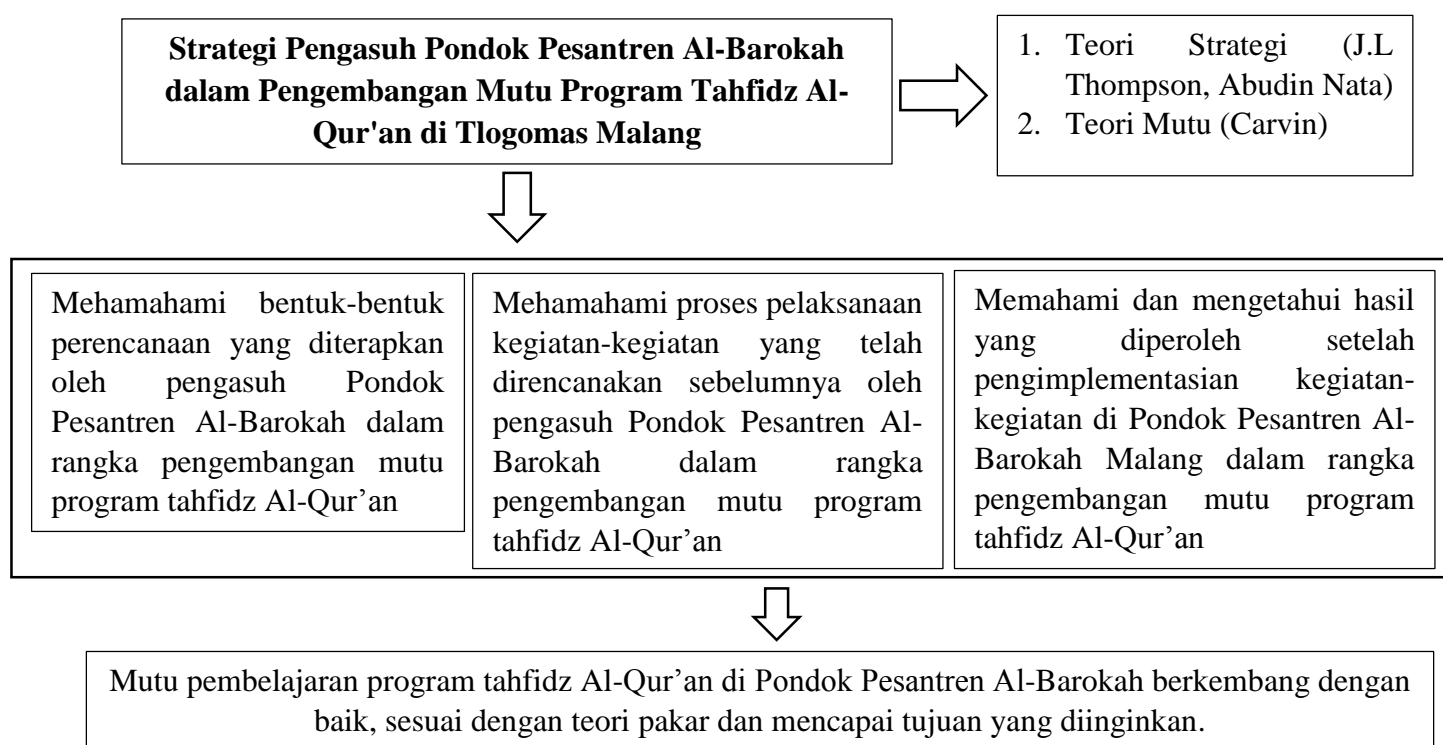 Strategi Pengasuh Pondok Pesantren Al-Barokah
dalam Pengembangan Mutu Program Tahfidz Al-
Qur'an di Tlogomas Malang
1. Teori Strategi (J.L
Thompson, Abudin Nata)
2. Teori Mutu (Carvin)
Mehamahami bentuk-bentuk
perencanaan yang diterapkan
oleh pengasuh Pondok
Pesantren Al-Barokah dalam
rangka pengembangan mutu
program tahfidz Al-Qur’an
Mehamahami proses pelaksanaan
kegiatan-kegiatan yang telah
direncanakan sebelumnya oleh
pengasuh Pondok Pesantren Al-
Barokah dalam rangka
pengembangan mutu program
tahfidz Al-Qur’an
Memahami dan mengetahui hasil
yang diperoleh setelah
pengimplementasian kegiatan-
kegiatan di Pondok Pesantren Al-
Barokah Malang dalam rangka
pengembangan mutu program
tahfidz Al-Qur’an
Mutu pembelajaran program tahfidz Al-Qur’an di Pondok Pesantren Al-Barokah berkembang dengan
baik, sesuai dengan teori pakar dan mencapai tujuan yang diinginkan.